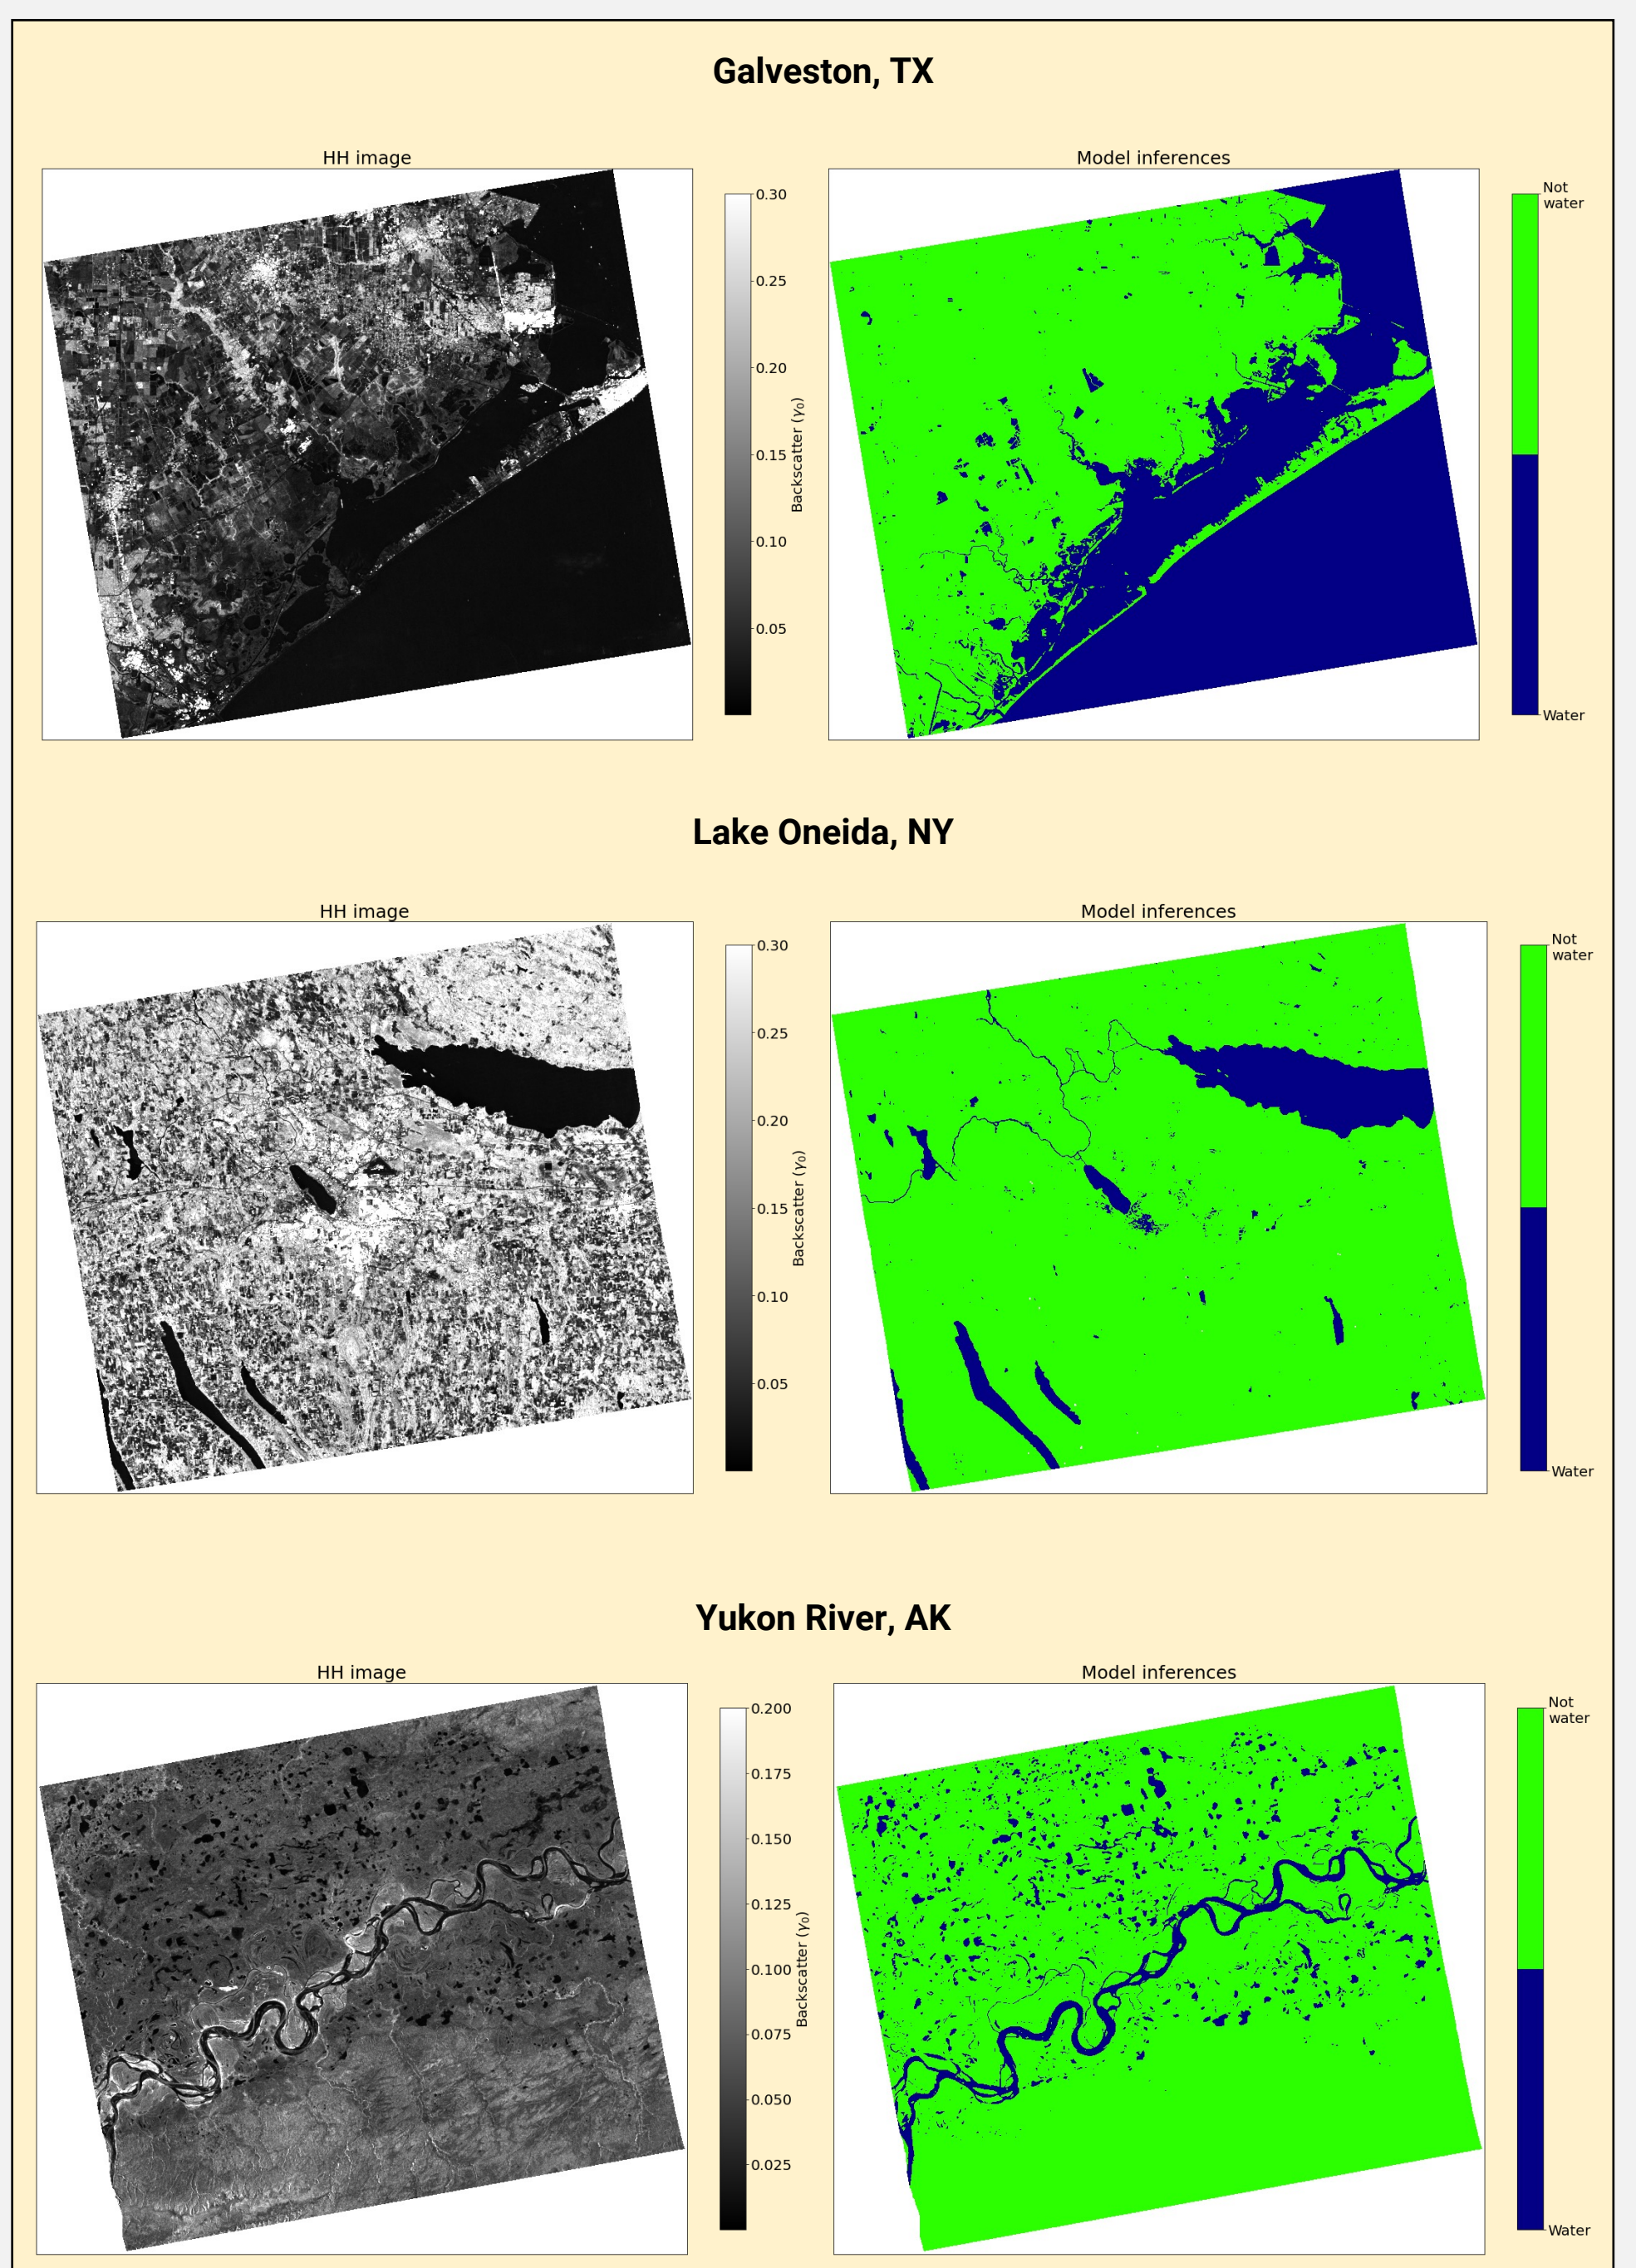 Galveston, TX
HH image
Model inferences
0.30
0.25
0.20
0.15
0.10
0.05
Backscatter (γ₀)
Not
water
Water
Lake Oneida, NY
HH image
Model inferences
0.30
0.25
0.20
0.15
0.10
0.05
Backscatter (γ₀)
Not
water
Water
Yukon River, AK
HH image
Model inferences
0.200
0.175
0.150
0.125
0.100
0.075
0.050
0.025
Backscatter (γ₀)
Not
water
Water